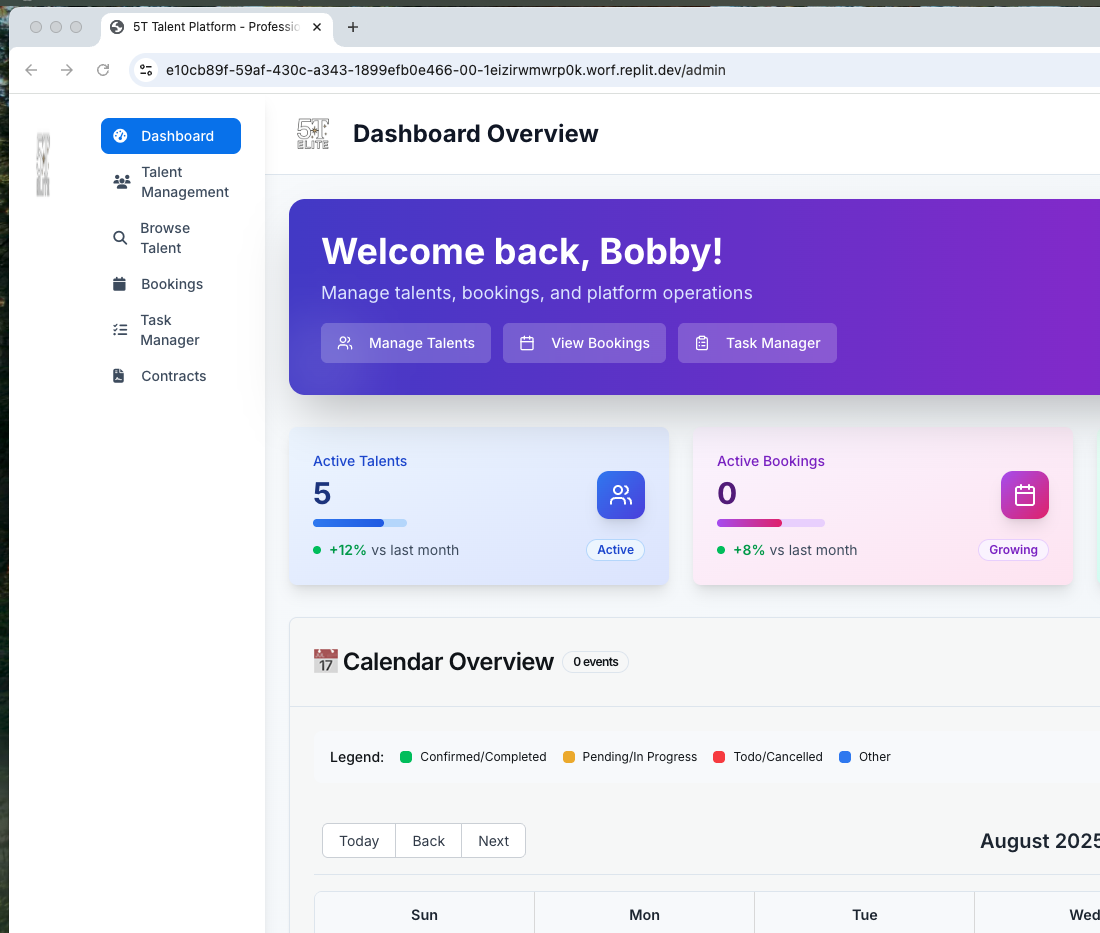 5T Talent Platform - Professio
e10cb89f-59af-430c-a343-1899efb0e466-00-1eizirwmwrp0k.worf.replit.dev/admin
5T
ELITE
Dashboard
Talent
Management
Browse
Talent
Bookings
Task
Manager
Contracts
5T
ELITE
Dashboard Overview
Welcome back, Bobby!
Manage talents, bookings, and platform operations
Manage Talents
View Bookings
Task Manager
Active Talents
5
+12% vs last month
Active
Active Bookings
0
+8% vs last month
Growing
17
Calendar Overview
0 events
Legend:
Confirmed/Completed
Pending/In Progress
Todo/Cancelled
Other
Today
Back
Next
August 2025
Sun
Mon
Tue
Wed